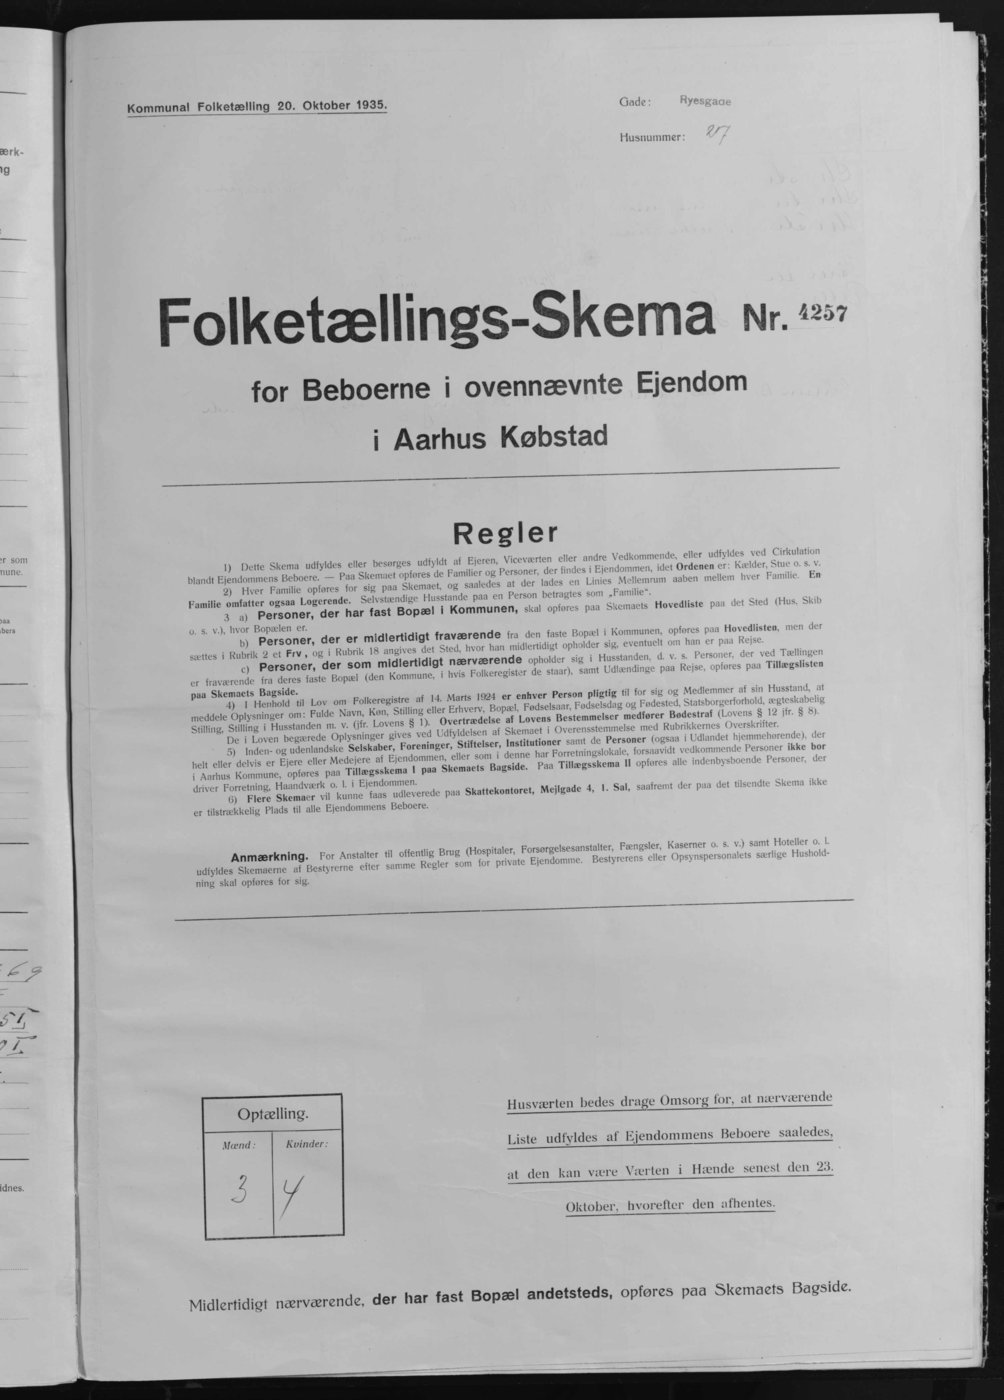 Kommunal Folketælling 20. Oktober 1935.
Gade: Ryesgade
Husnummer: 27
Folketællings-Skema Nr. 4257
for Beboerne i ovennævnte Ejendom
i Aarhus Købstad
Regler
1) Dette Skema udfyldes eller besørges udfyldt af Ejeren, Viceværten eller andre Vedkommende, eller udfyldes ved Cirkulation
blandt Ejendommens Beboere. — Paa Skemaet opføres de Familier og Personer, der findes i Ejendommen, idet Ordenen er: Kælder, Stue o. s. v.
2) Hver Familie opføres for sig paa Skemaet, og saaledes at der lades en Linies Mellemrum aaben mellem hver Familie. En
Familie omfatter ogsaa Logerende. Selvstændige Husstande paa en Person betragtes som „Familie“.
3 a) Personer, der har fast Bopæl i Kommunen, skal opføres paa Skemaets Hovedliste paa det Sted (Hus, Skib
o. s. v.), hvor Bopælen er.
b) Personer, der er midlertidigt fraværende fra den faste Bopæl i Kommunen, opføres paa Hovedlisten, men der
sættes i Rubrik 2 et Frv, og i Rubrik 18 angives det Sted, hvor han midlertidigt opholder sig, eventuelt om han er paa Rejse.
c) Personer, der som midlertidigt nærværende opholder sig i Husstanden, d. v. s. Personer, der ved Tællingen
er fraværende fra deres faste Bopæl (den Kommune, i hvis Folkeregister de staar), samt Udlændinge paa Rejse, opføres paa Tillægslisten
paa Skemaets Bagside.
4) I Henhold til Lov om Folkeregistre af 14. Marts 1924 er enhver Person pligtig til for sig og Medlemmer af sin Husstand, at
meddele Oplysninger om: Fulde Navn, Køn, Stilling eller Erhverv, Bopæl, Fødselsaar, Fødselsdag og Fødested, Statsborgerforhold, ægteskabelig
Stilling, Stilling i Husstanden m. v. (jfr. Lovens § 1). Overtrædelse af Lovens Bestemmelser medfører Bødestraf (Lovens § 12 jfr. § 8).
De i Loven begærede Oplysninger gives ved Udfyldelsen af Skemaet i Overensstemmelse med Rubrikkernes Overskrifter.
5) Inden- og udenlandske Selskaber, Foreninger, Stiftelser, Institutioner samt de Personer (ogsaa i Udlandet hjemmehørende), der
helt eller delvis er Ejere eller Medejere af Ejendommen, eller som i denne har Forretningslokale, forsaavidt vedkommende Personer ikke bor
i Aarhus Kommune, opføres paa Tillægsskema I paa Skemaets Bagside. Paa Tillægsskema II opføres alle indenbysboende Personer, der
driver Forretning, Haandværk o. l. i Ejendommen.
6) Flere Skemaer vil kunne faas udleverede paa Skattekontoret, Mejlgade 4, 1. Sal, saafremt der paa det tilsendte Skema ikke
er tilstrækkelig Plads til alle Ejendommens Beboere.
Anmærkning. For Anstalter til offentlig Brug (Hospitaler, Forsørgelsesanstalter, Fængsler, Kaserner o. s. v.) samt Hoteller o. l.
udfyldes Skemaerne af Bestyrerne efter samme Regler som for private Ejendomme. Bestyrerens eller Opsynspersonalets særlige Hushold-
ning skal opføres for sig.
Optælling.
Mænd: Kvinder:
3 4
Husværten bedes drage Omsorg for, at nærværende
Liste udfyldes af Ejendommens Beboere saaledes,
at den kan være Værten i Hænde senest den 23.
Oktober, hvorefter den afhentes.
Midlertidigt nærværende, der har fast Bopæl andetsteds, opføres paa Skemaets Bagside.